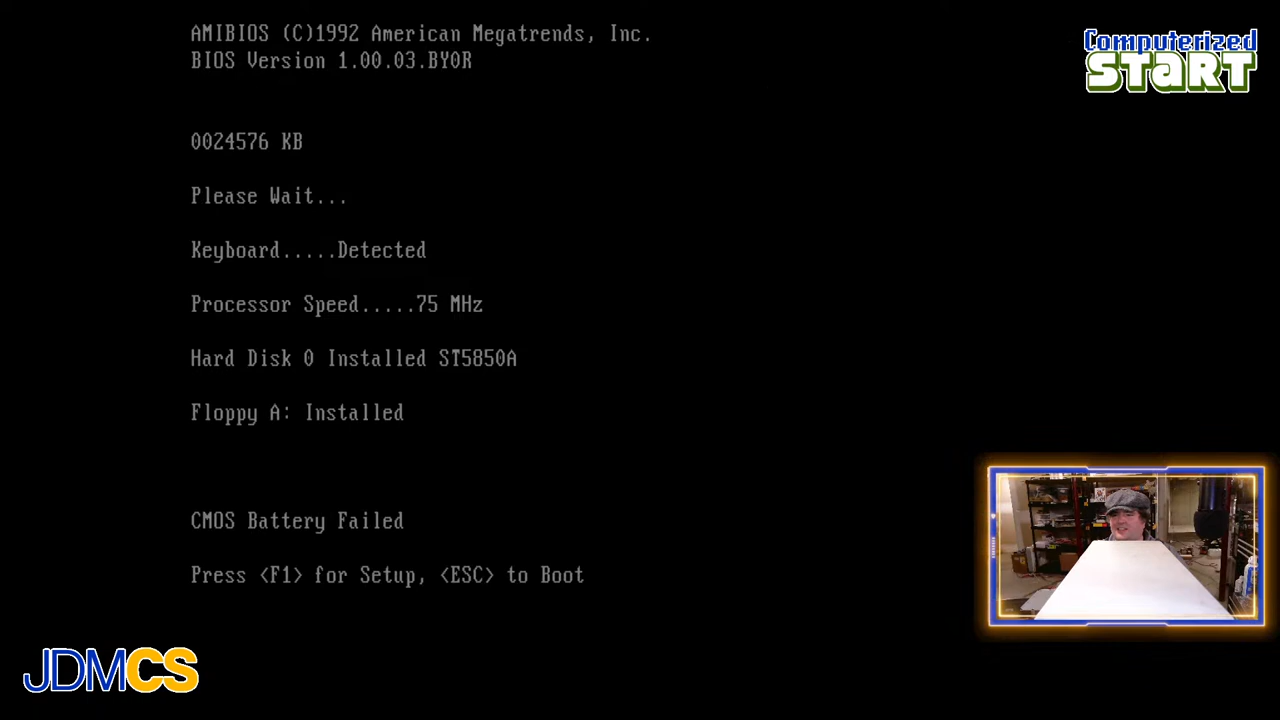 AMIBIOS (C)1992 American Megatrends, Inc.
BIOS Version 1.00.03.BY0R
Computerized
START
0024576 KB
Please Wait...
Keyboard.....Detected
Processor Speed.....75 MHz
Hard Disk 0 Installed ST5850A
Floppy A: Installed
CMOS Battery Failed
Press <F1> for Setup, <ESC> to Boot
JDMCS